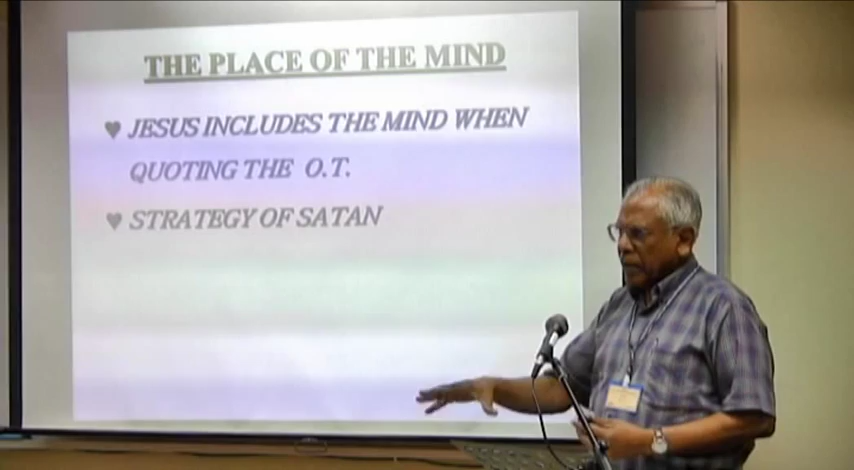 THE PLACE OF THE MIND
JESUS INCLUDES THE MIND WHEN
QUOTING THE O.T.
STRATEGY OF SATAN